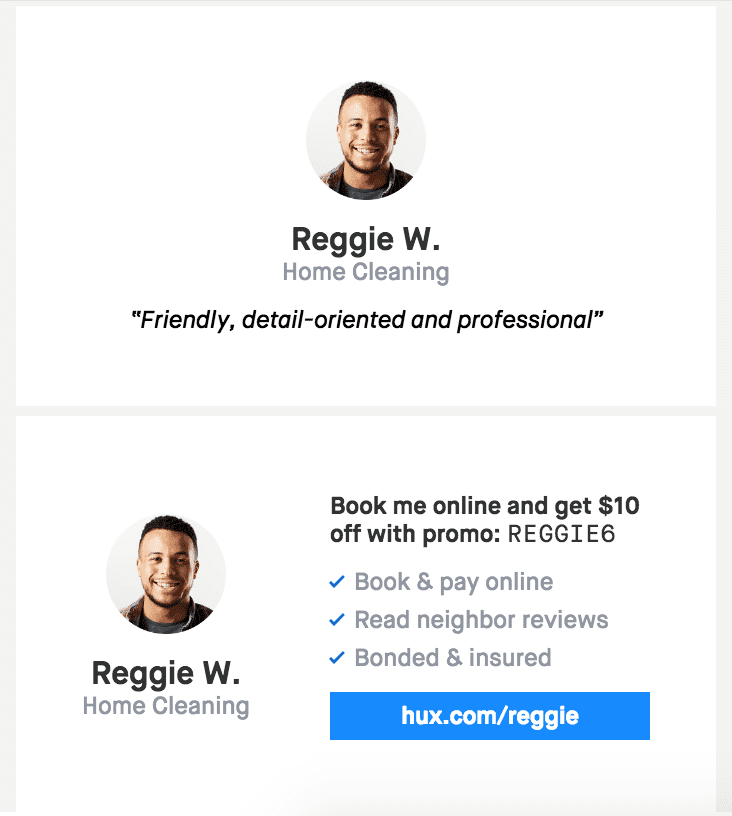 Reggie W.
Home Cleaning
“Friendly, detail-oriented and professional”
Book me online and get $10
off with promo: REGGIE6
Book & pay online
Read neighbor reviews
Bonded & insured
Reggie W.
Home Cleaning
hux.com/reggie